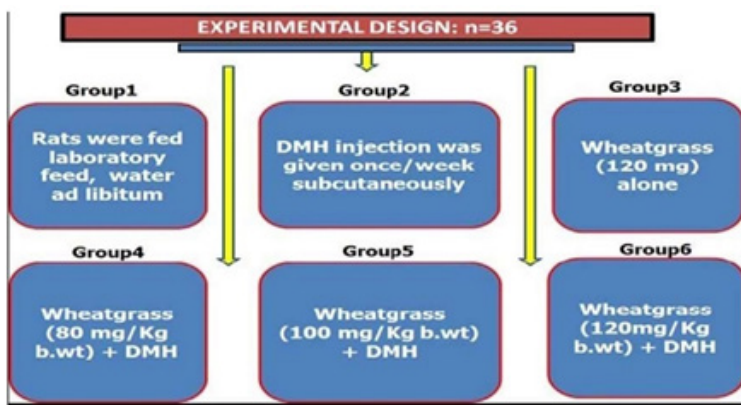 EXPERIMENTAL DESIGN: n=36
Group1
Rats were fed
laboratory
feed, water
ad libitum
Group2
DMH injection was
given once/week
subcutaneously
Group3
Wheatgrass
(120 mg)
alone
Group4
Wheatgrass
(80 mg/Kg
b.wt) + DMH
Group5
Wheatgrass
(100 mg/Kg b.wt)
+ DMH
Group6
Wheatgrass
(120mg/Kg
b.wt) + DMH